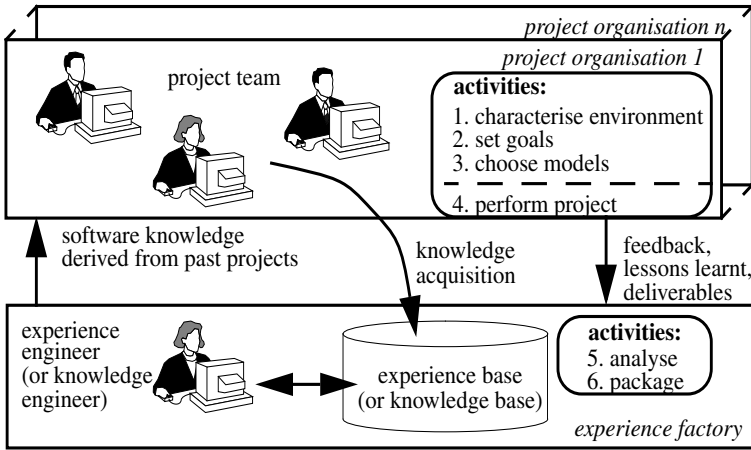 project organisation n
project organisation 1
project team
activities:
1. characterise environment
2. set goals
3. choose models
4. perform project
software knowledge
derived from past projects
knowledge
acquisition
feedback,
lessons learnt,
deliverables
experience
engineer
(or knowledge
engineer)
experience base
(or knowledge base)
activities:
5. analyse
6. package
experience factory